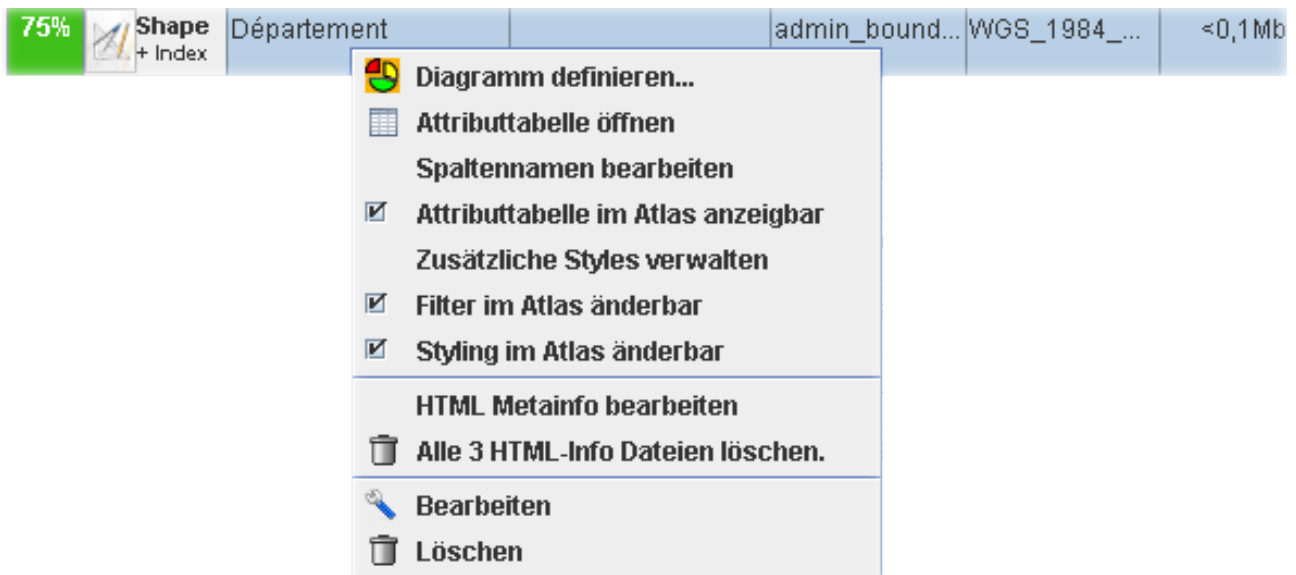 75% Shape Département admin_bound... WGS_1984_... <0,1Mb
+ Index
Diagramm definieren...
Attributtabelle öffnen
Spaltennamen bearbeiten
Attributtabelle im Atlas anzeigbar
Zusätzliche Styles verwalten
Filter im Atlas änderbar
Styling im Atlas änderbar
HTML Metainfo bearbeiten
Alle 3 HTML-Info Dateien löschen.
Bearbeiten
Löschen